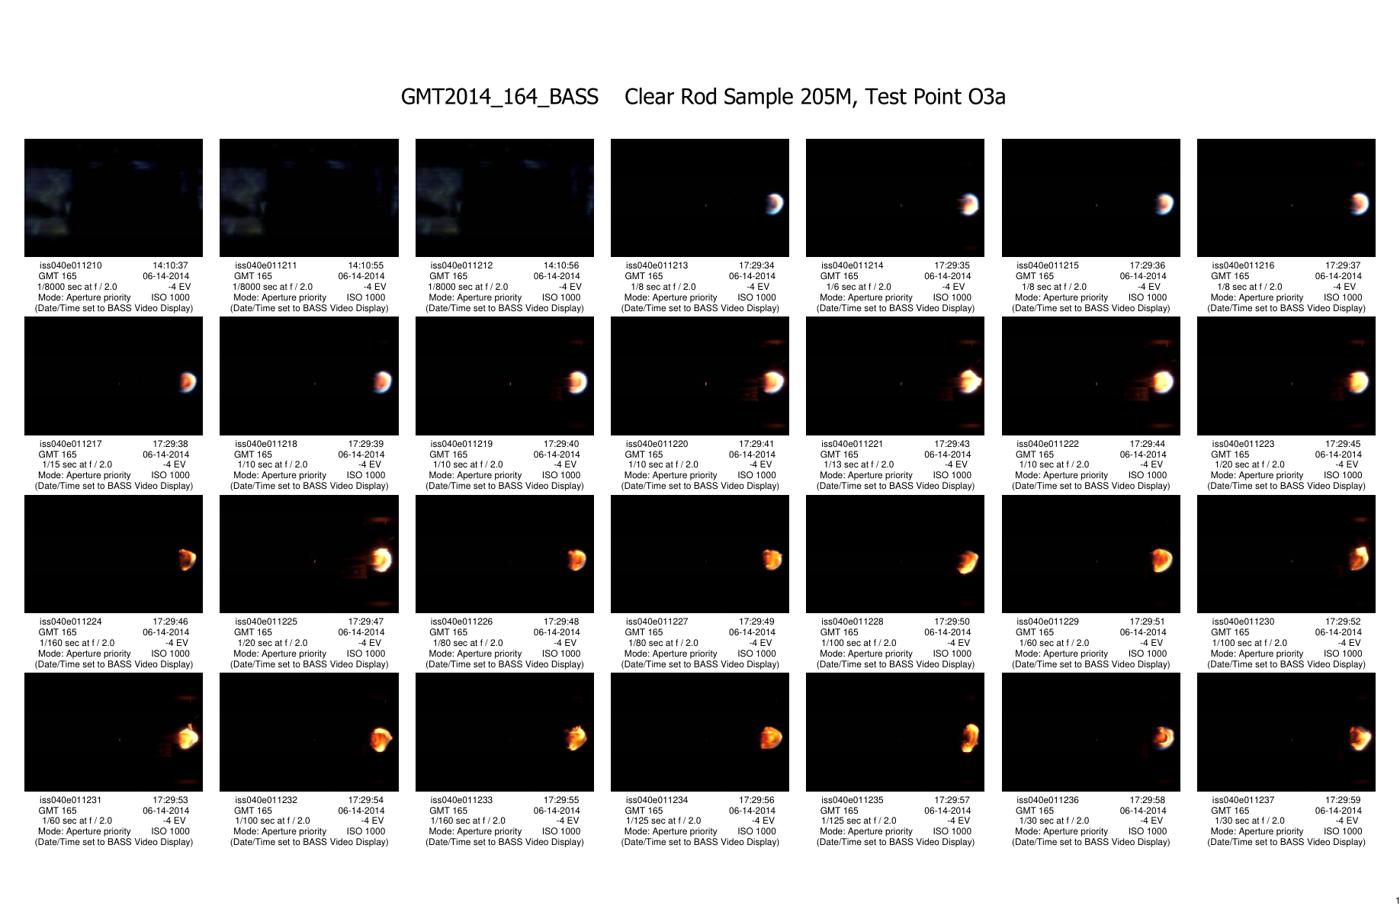 GMT2014_164_BASS Clear Rod Sample 205M, Test Point O3a
iss040e011210 14:10:37
GMT 165 06-14-2014
1/8000 sec at f / 2.0 -4 EV
Mode: Aperture priority ISO 1000
(Date/Time set to BASS Video Display)
iss040e011211 14:10:55
GMT 165 06-14-2014
1/8000 sec at f / 2.0 -4 EV
Mode: Aperture priority ISO 1000
(Date/Time set to BASS Video Display)
iss040e011212 14:10:56
GMT 165 06-14-2014
1/8000 sec at f / 2.0 -4 EV
Mode: Aperture priority ISO 1000
(Date/Time set to BASS Video Display)
iss040e011213 17:29:34
GMT 165 06-14-2014
1/8 sec at f / 2.0 -4 EV
Mode: Aperture priority ISO 1000
(Date/Time set to BASS Video Display)
iss040e011214 17:29:35
GMT 165 06-14-2014
1/6 sec at f / 2.0 -4 EV
Mode: Aperture priority ISO 1000
(Date/Time set to BASS Video Display)
iss040e011215 17:29:36
GMT 165 06-14-2014
1/8 sec at f / 2.0 -4 EV
Mode: Aperture priority ISO 1000
(Date/Time set to BASS Video Display)
iss040e011216 17:29:37
GMT 165 06-14-2014
1/8 sec at f / 2.0 -4 EV
Mode: Aperture priority ISO 1000
(Date/Time set to BASS Video Display)
iss040e011217 17:29:38
GMT 165 06-14-2014
1/15 sec at f / 2.0 -4 EV
Mode: Aperture priority ISO 1000
(Date/Time set to BASS Video Display)
iss040e011218 17:29:39
GMT 165 06-14-2014
1/10 sec at f / 2.0 -4 EV
Mode: Aperture priority ISO 1000
(Date/Time set to BASS Video Display)
iss040e011219 17:29:40
GMT 165 06-14-2014
1/10 sec at f / 2.0 -4 EV
Mode: Aperture priority ISO 1000
(Date/Time set to BASS Video Display)
iss040e011220 17:29:41
GMT 165 06-14-2014
1/10 sec at f / 2.0 -4 EV
Mode: Aperture priority ISO 1000
(Date/Time set to BASS Video Display)
iss040e011221 17:29:43
GMT 165 06-14-2014
1/13 sec at f / 2.0 -4 EV
Mode: Aperture priority ISO 1000
(Date/Time set to BASS Video Display)
iss040e011222 17:29:44
GMT 165 06-14-2014
1/10 sec at f / 2.0 -4 EV
Mode: Aperture priority ISO 1000
(Date/Time set to BASS Video Display)
iss040e011223 17:29:45
GMT 165 06-14-2014
1/20 sec at f / 2.0 -4 EV
Mode: Aperture priority ISO 1000
(Date/Time set to BASS Video Display)
iss040e011224 17:29:46
GMT 165 06-14-2014
1/160 sec at f / 2.0 -4 EV
Mode: Aperture priority ISO 1000
(Date/Time set to BASS Video Display)
iss040e011225 17:29:47
GMT 165 06-14-2014
1/20 sec at f / 2.0 -4 EV
Mode: Aperture priority ISO 1000
(Date/Time set to BASS Video Display)
iss040e011226 17:29:48
GMT 165 06-14-2014
1/80 sec at f / 2.0 -4 EV
Mode: Aperture priority ISO 1000
(Date/Time set to BASS Video Display)
iss040e011227 17:29:49
GMT 165 06-14-2014
1/80 sec at f / 2.0 -4 EV
Mode: Aperture priority ISO 1000
(Date/Time set to BASS Video Display)
iss040e011228 17:29:50
GMT 165 06-14-2014
1/100 sec at f / 2.0 -4 EV
Mode: Aperture priority ISO 1000
(Date/Time set to BASS Video Display)
iss040e011229 17:29:51
GMT 165 06-14-2014
1/60 sec at f / 2.0 -4 EV
Mode: Aperture priority ISO 1000
(Date/Time set to BASS Video Display)
iss040e011230 17:29:52
GMT 165 06-14-2014
1/100 sec at f / 2.0 -4 EV
Mode: Aperture priority ISO 1000
(Date/Time set to BASS Video Display)
iss040e011231 17:29:53
GMT 165 06-14-2014
1/60 sec at f / 2.0 -4 EV
Mode: Aperture priority ISO 1000
(Date/Time set to BASS Video Display)
iss040e011232 17:29:54
GMT 165 06-14-2014
1/100 sec at f / 2.0 -4 EV
Mode: Aperture priority ISO 1000
(Date/Time set to BASS Video Display)
iss040e011233 17:29:55
GMT 165 06-14-2014
1/160 sec at f / 2.0 -4 EV
Mode: Aperture priority ISO 1000
(Date/Time set to BASS Video Display)
iss040e011234 17:29:56
GMT 165 06-14-2014
1/125 sec at f / 2.0 -4 EV
Mode: Aperture priority ISO 1000
(Date/Time set to BASS Video Display)
iss040e011235 17:29:57
GMT 165 06-14-2014
1/125 sec at f / 2.0 -4 EV
Mode: Aperture priority ISO 1000
(Date/Time set to BASS Video Display)
iss040e011236 17:29:58
GMT 165 06-14-2014
1/30 sec at f / 2.0 -4 EV
Mode: Aperture priority ISO 1000
(Date/Time set to BASS Video Display)
iss040e011237 17:29:59
GMT 165 06-14-2014
1/30 sec at f / 2.0 -4 EV
Mode: Aperture priority ISO 1000
(Date/Time set to BASS Video Display)